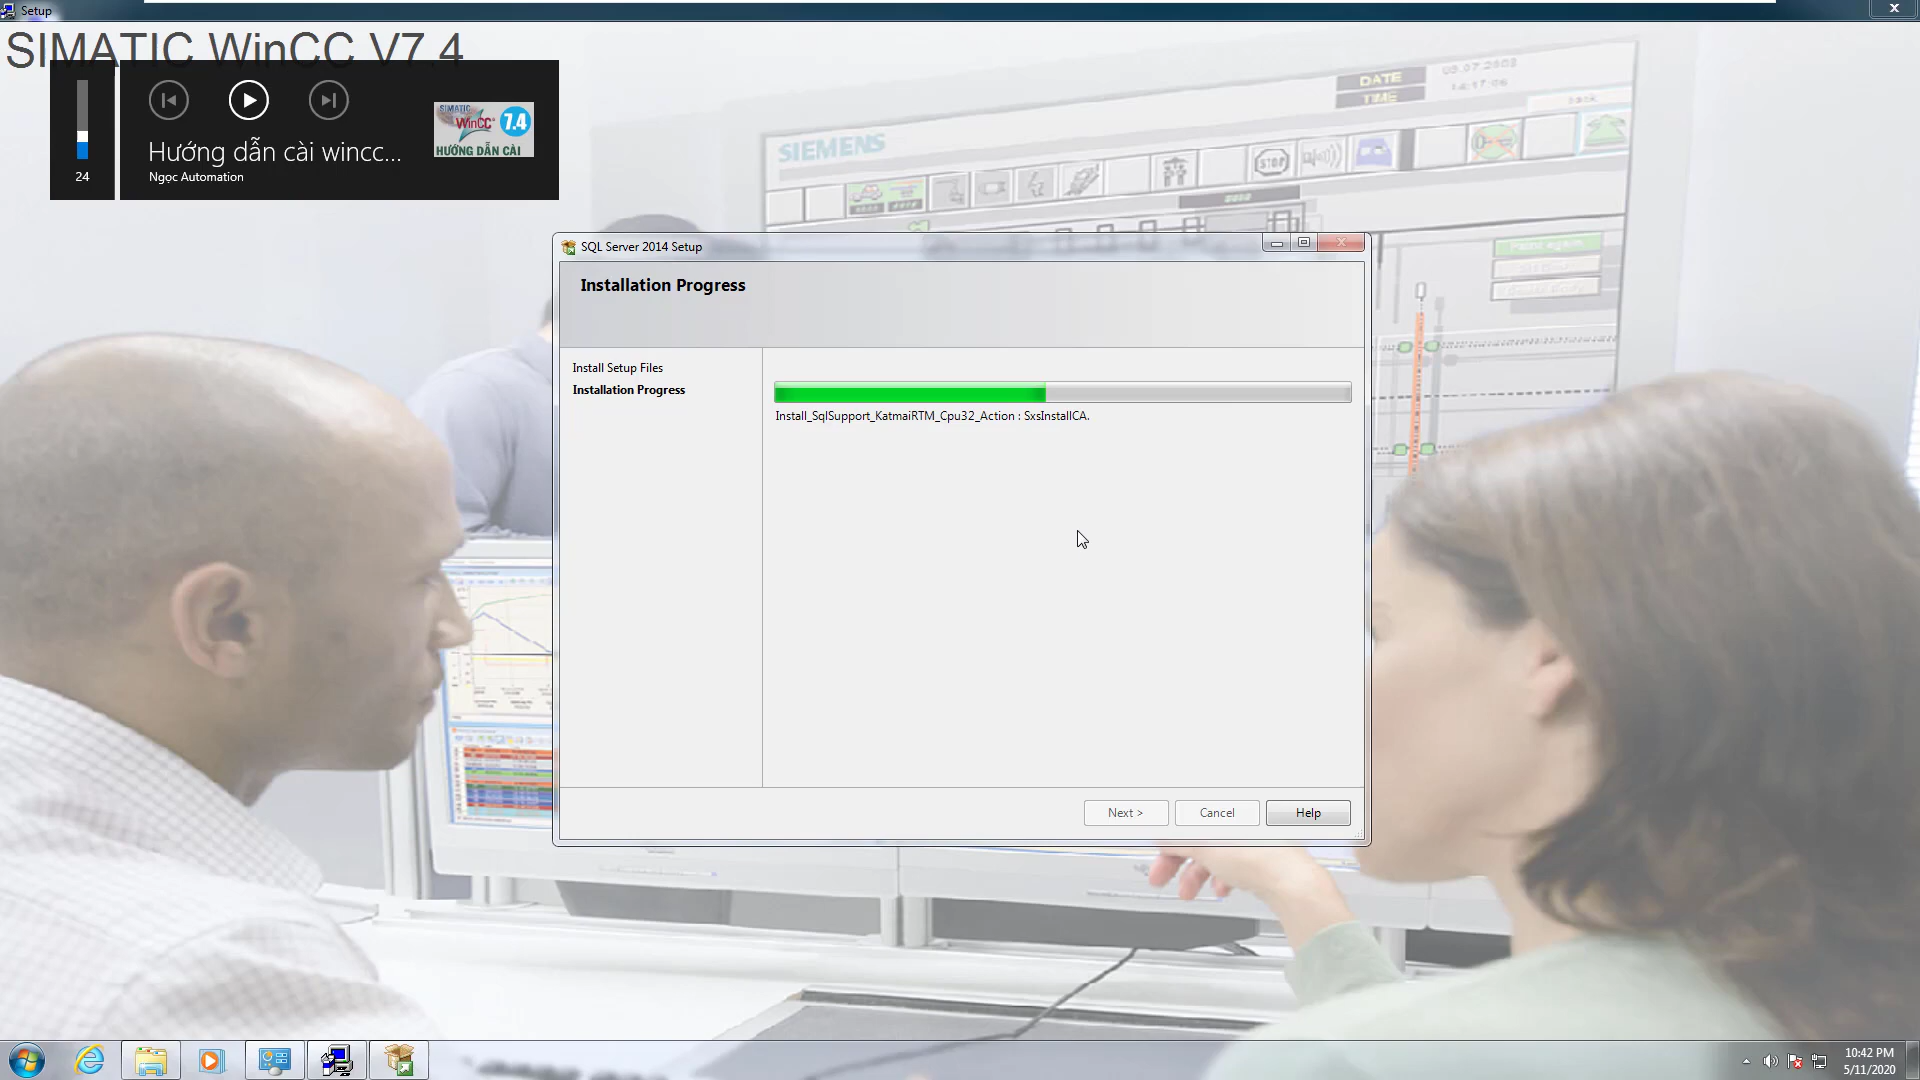 Setup
SIMATIC WinCC V7.4
Hướng dẫn cài wincc...
Ngọc Automation
24
SIMATIC
WinCC
7.4
HƯỚNG DẪN CÀI
DATE
TIME
SIEMENS
STOP
SQL Server 2014 Setup
Installation Progress
Install Setup Files
Installation Progress
Install_SqlSupport_KatmaiRTM_Cpu32_Action : SxsInstallCA.
Next >
Cancel
Help
10:42 PM
5/11/2020